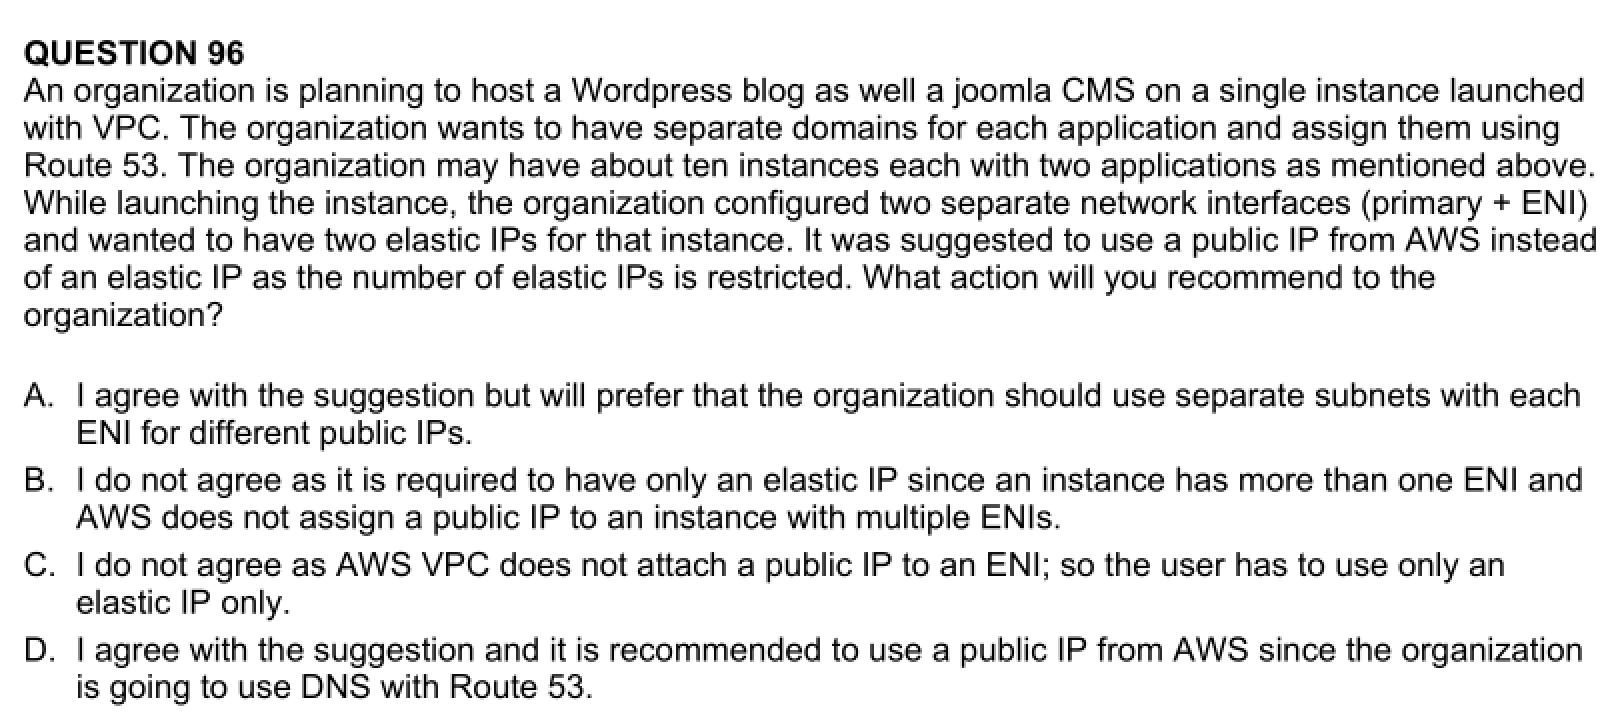 QUESTION 96
An organization is planning to host a Wordpress blog as well a joomla CMS on a single instance launched
with VPC. The organization wants to have separate domains for each application and assign them using
Route 53. The organization may have about ten instances each with two applications as mentioned above.
While launching the instance, the organization configured two separate network interfaces (primary + ENI)
and wanted to have two elastic IPs for that instance. It was suggested to use a public IP from AWS instead
of an elastic IP as the number of elastic IPs is restricted. What action will you recommend to the
organization?
A. I agree with the suggestion but will prefer that the organization should use separate subnets with each
ENI for different public IPs.
B. I do not agree as it is required to have only an elastic IP since an instance has more than one ENI and
AWS does not assign a public IP to an instance with multiple ENIs.
C. I do not agree as AWS VPC does not attach a public IP to an ENI; so the user has to use only an
elastic IP only.
D. I agree with the suggestion and it is recommended to use a public IP from AWS since the organization
is going to use DNS with Route 53.